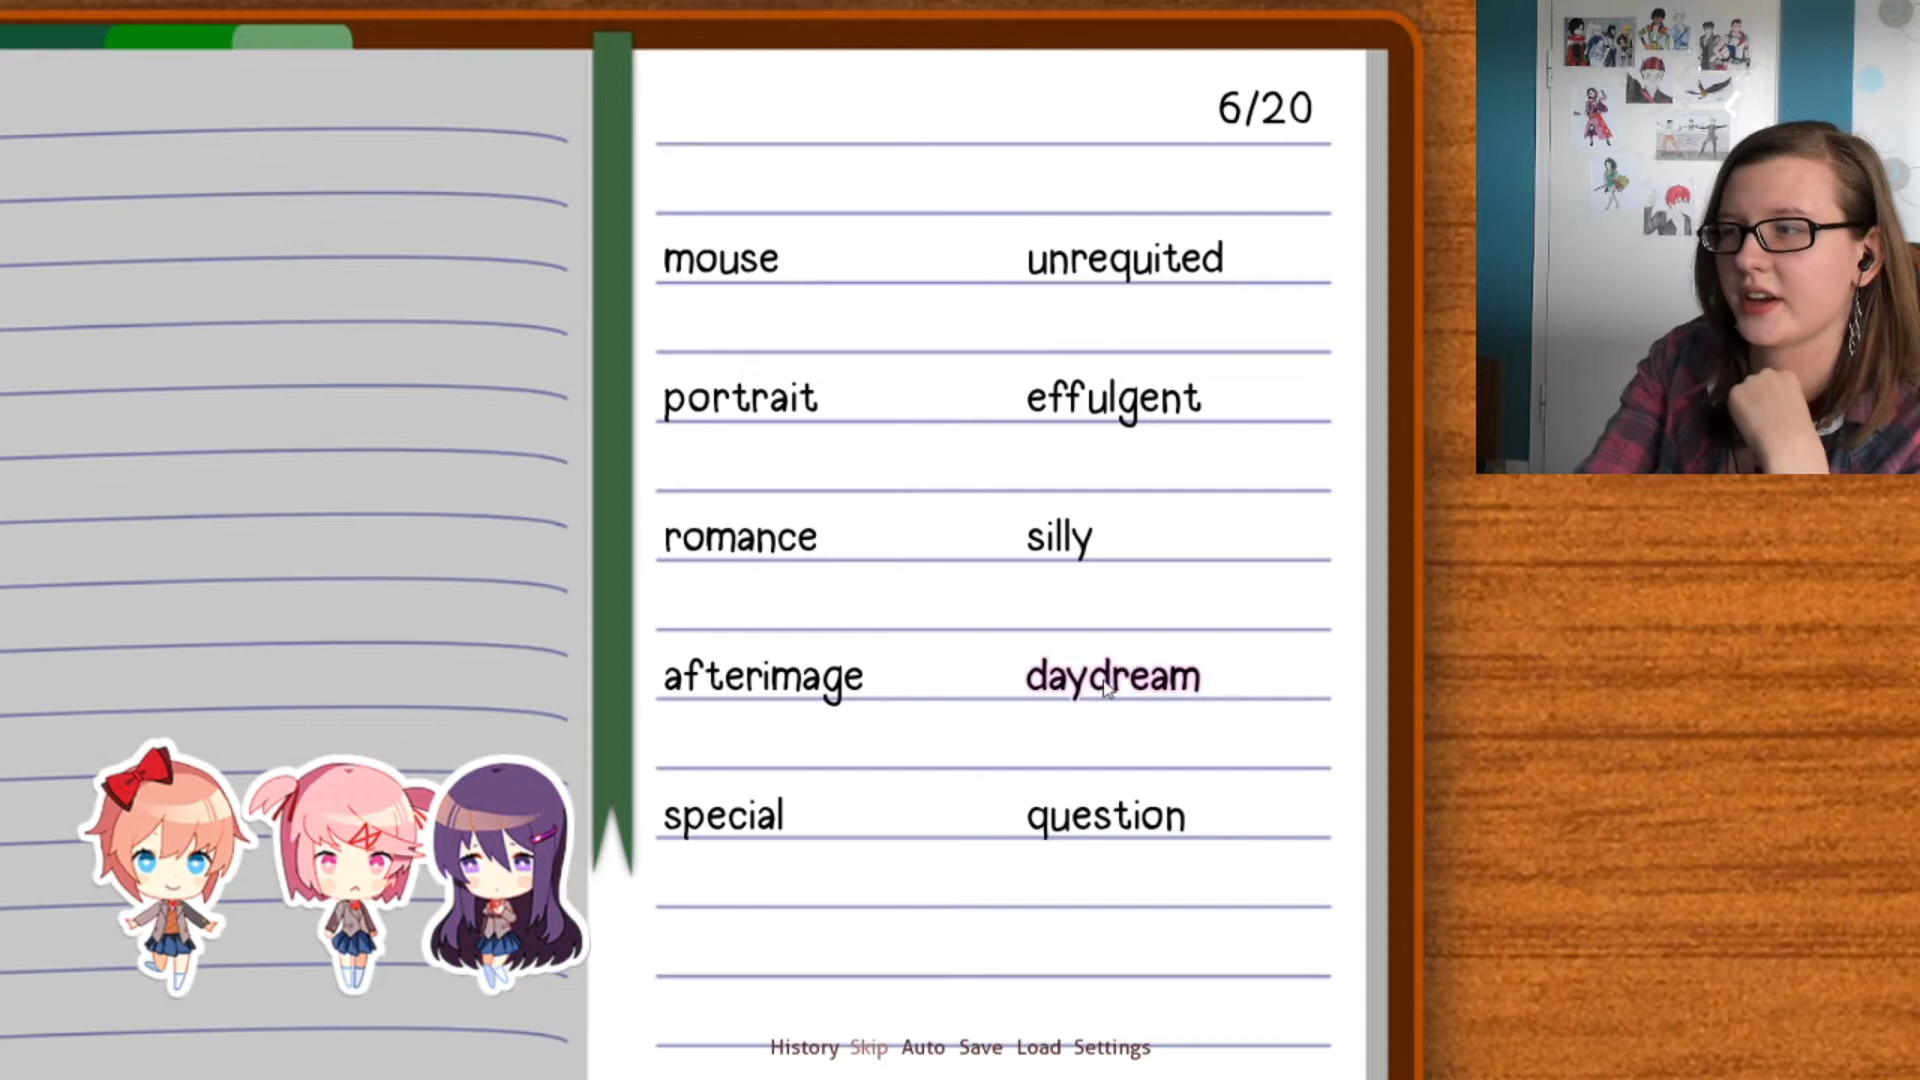 6/20
mouse unrequited
portrait effulgent
romance silly
afterimage daydream
special question
History Skip Auto Save Load Settings